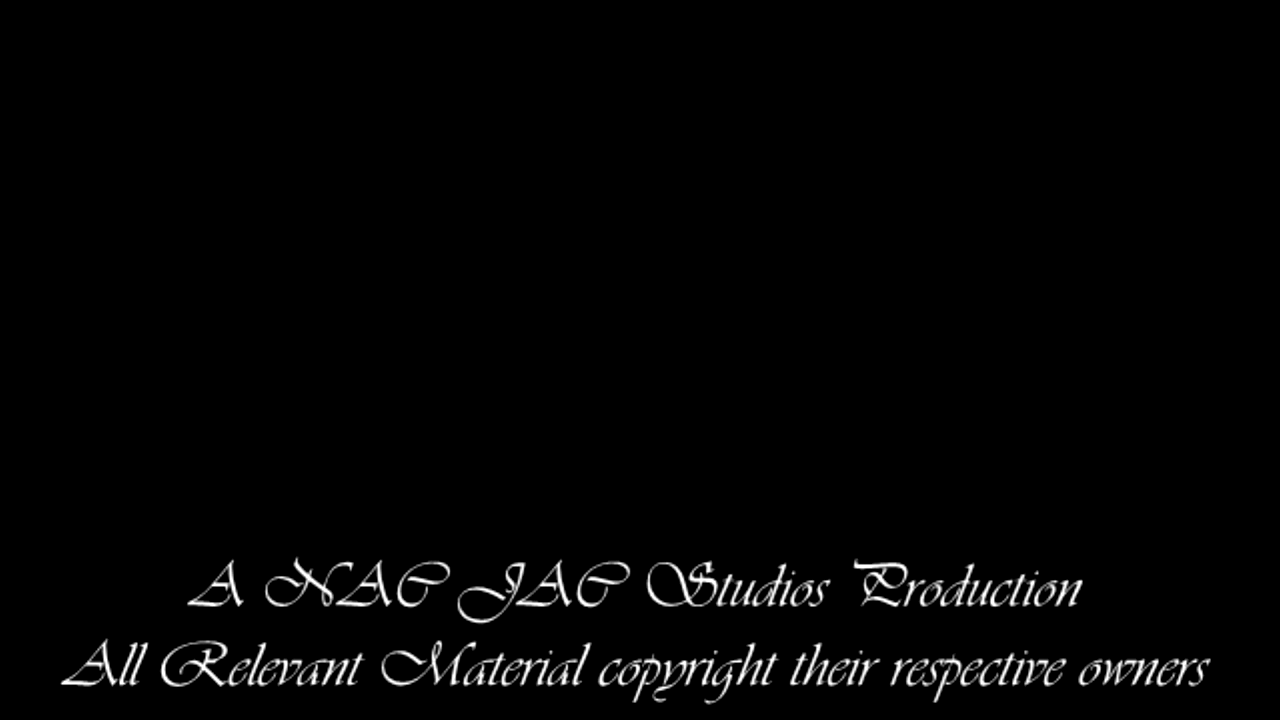 A NAC JAC Studios Production
All Relevant Material copyright their respective owners